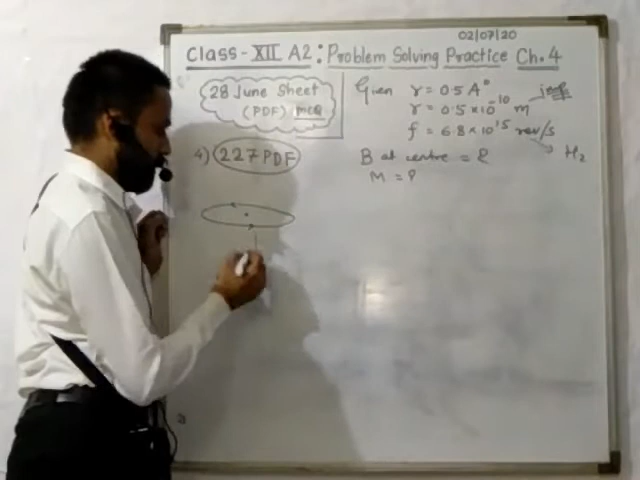 02/07/20
Class-XII A2: Problem Solving Practice Ch.4
28 June Sheet
(PDF) MCQ
4) 227 PDF
Given r = 0.5 A°
r = 0.5 × 10⁻¹⁰ m
f = 6.8 × 10¹⁵ rev/s
Hz
B at centre = ?
M = ?